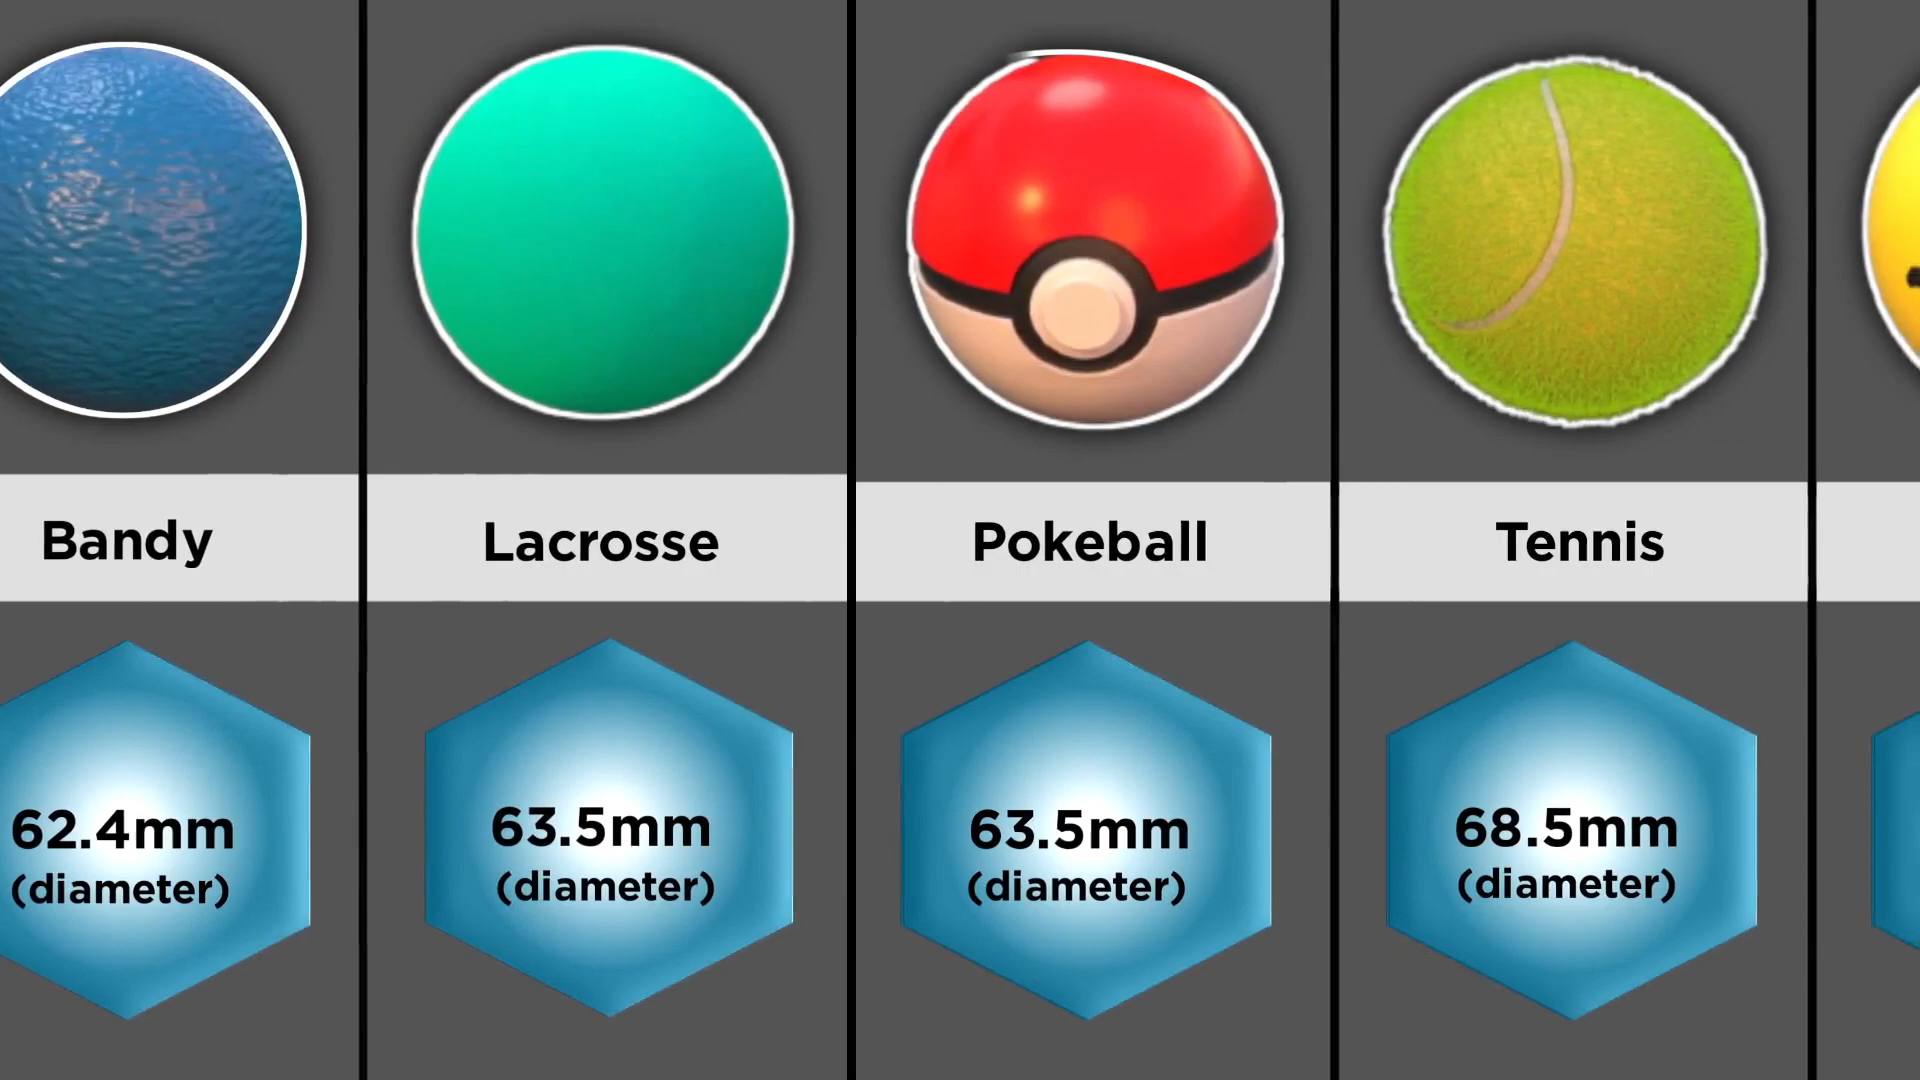 Bandy
Lacrosse
Pokeball
Tennis
62.4mm
(diameter)
63.5mm
(diameter)
63.5mm
(diameter)
68.5mm
(diameter)